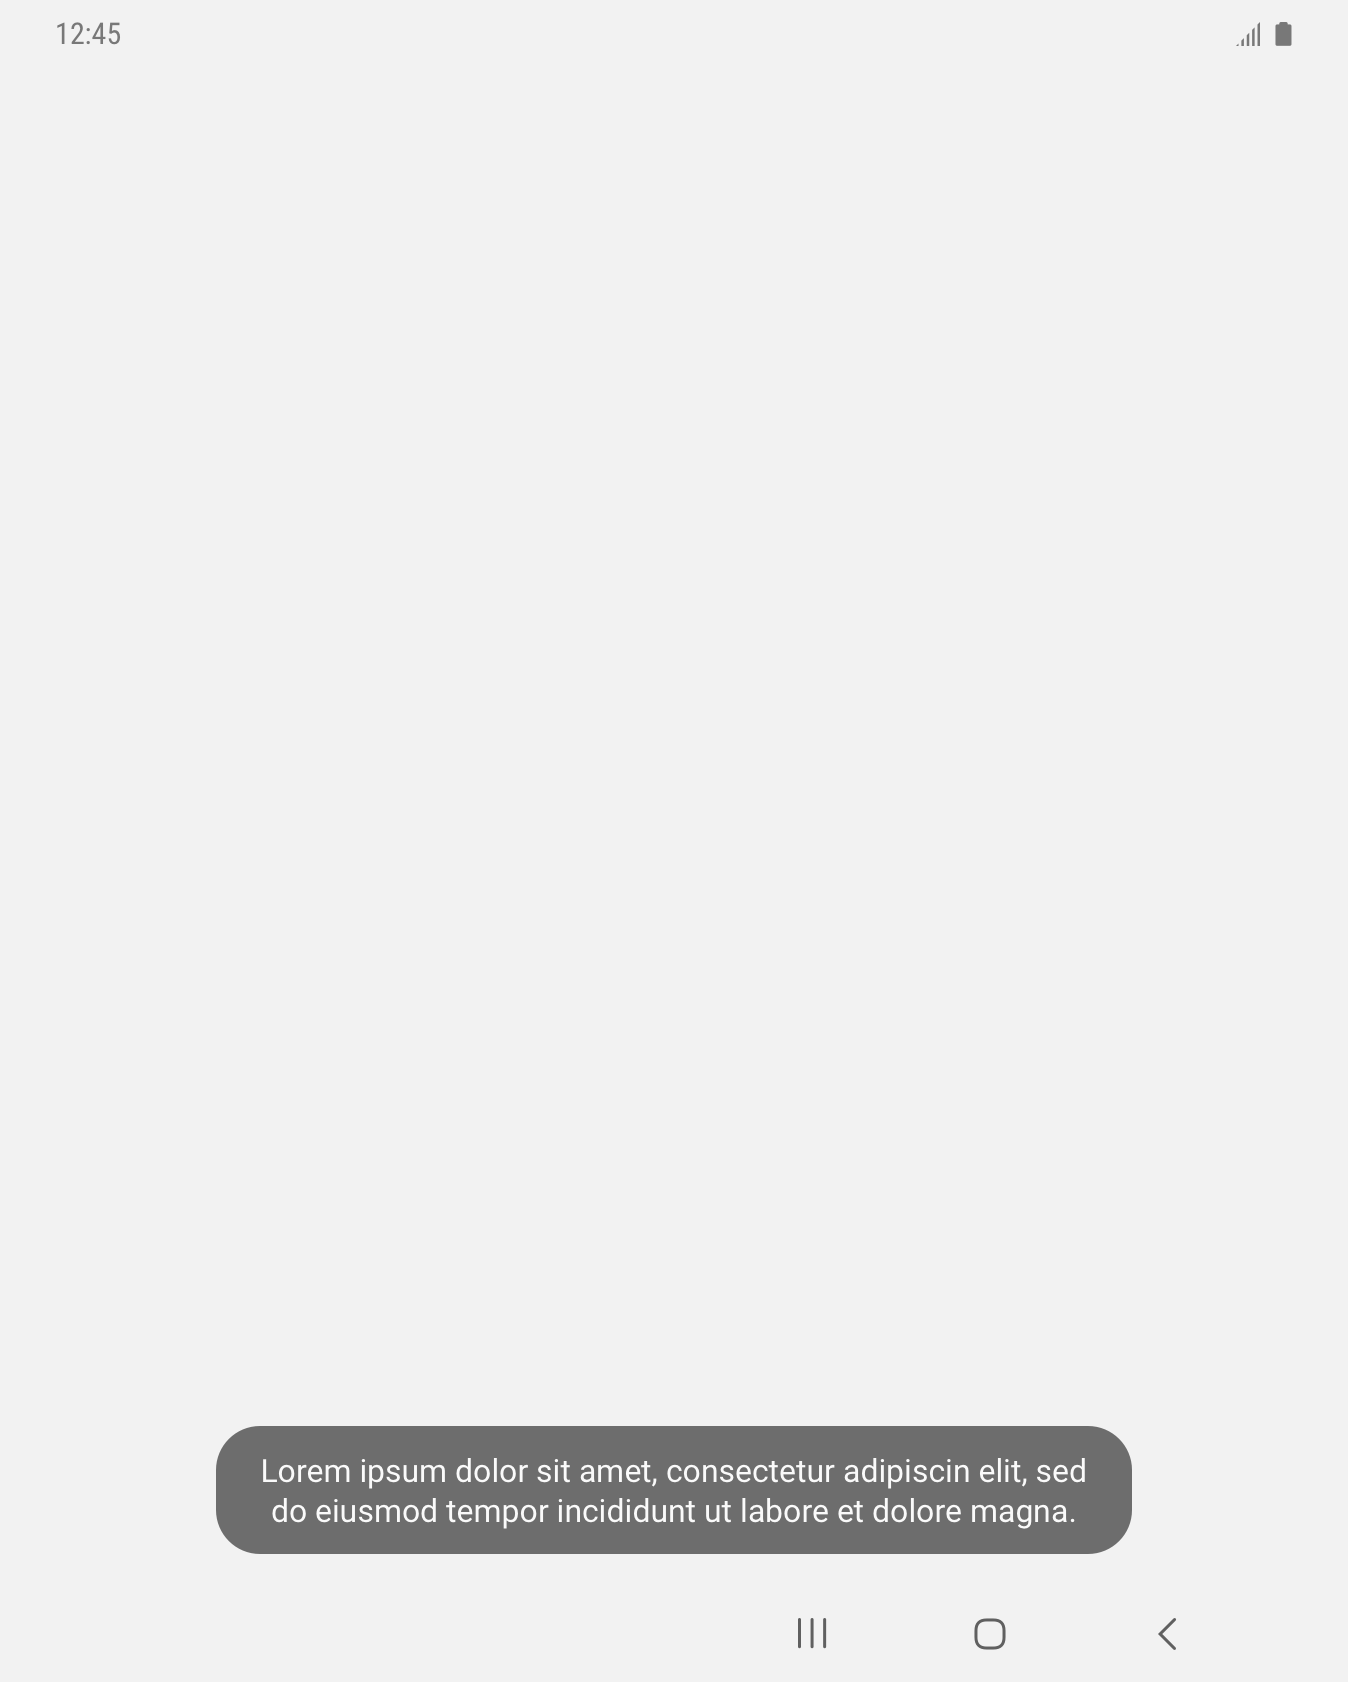 12:45
Lorem ipsum dolor sit amet, consectetur adipiscin elit, sed
do eiusmod tempor incididunt ut labore et dolore magna.